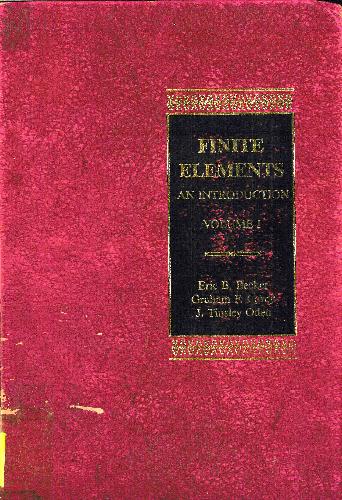 FINITE
ELEMENTS
AN INTRODUCTION
VOLUME I
Eric B. Becker
Graham F. Carey
J. Tinsley Oden